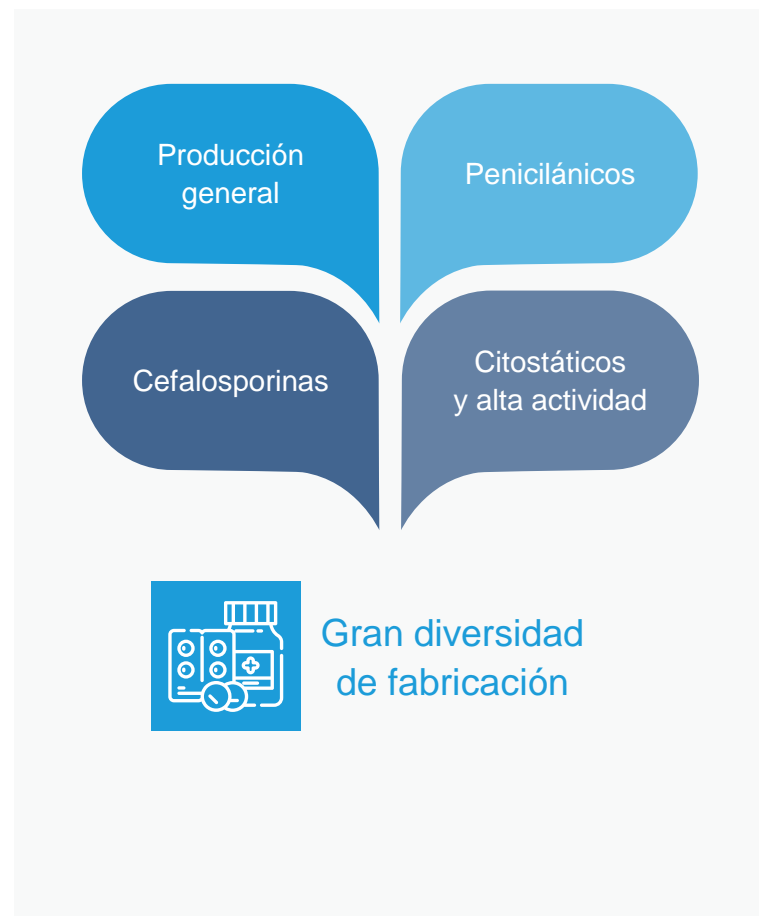 Producción
general
Penicilánicos
Cefalosporinas
Citostáticos
y alta actividad
Gran diversidad
de fabricación